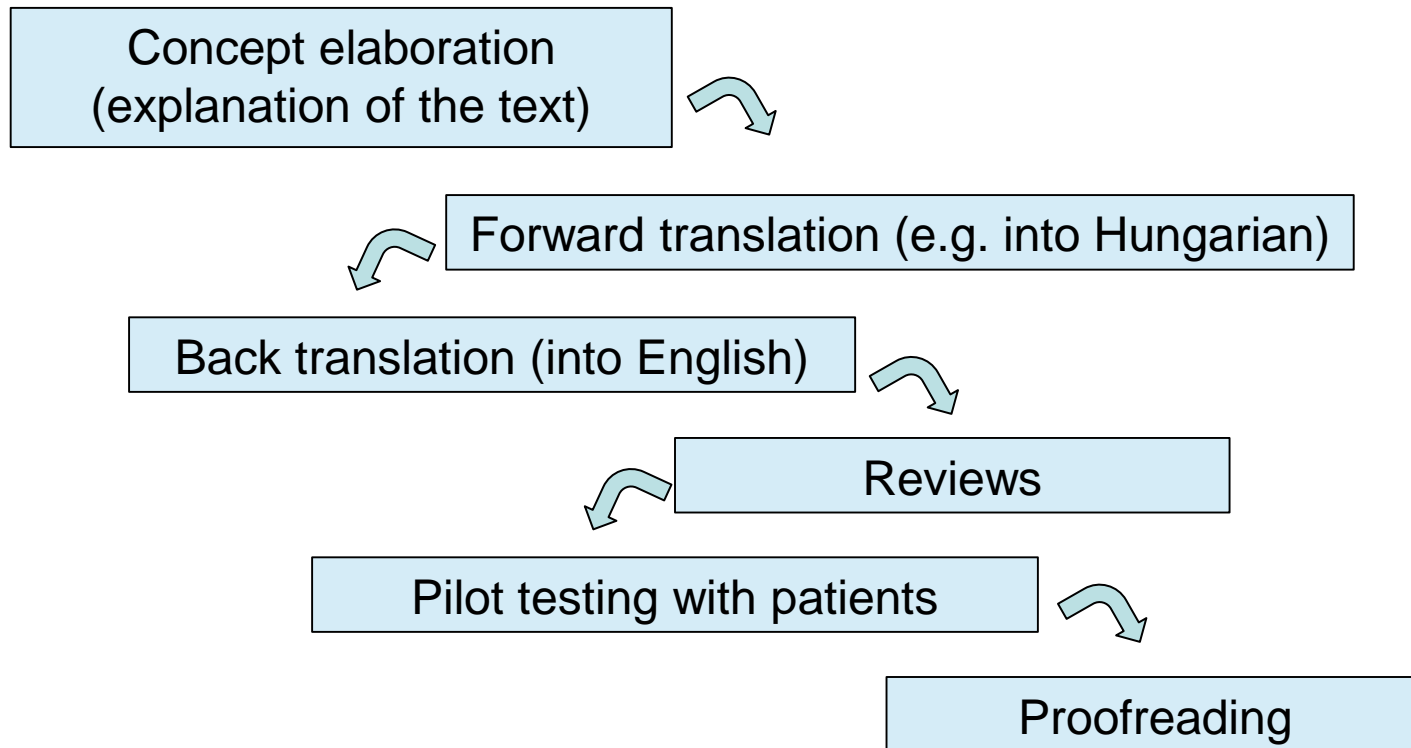 Concept elaboration
(explanation of the text)
Forward translation (e.g. into Hungarian)
Back translation (into English)
Reviews
Pilot testing with patients
Proofreading